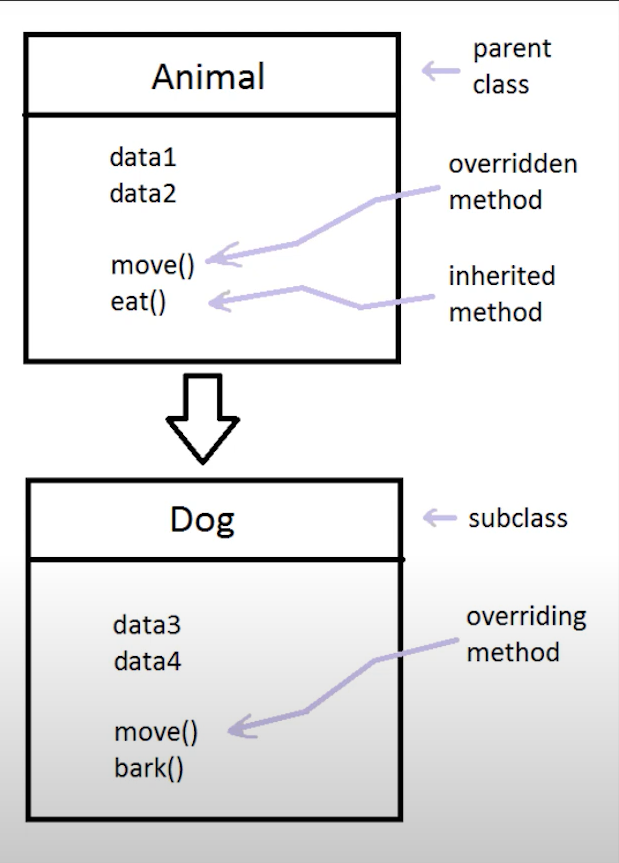 Animal
parent
class
data1
data2
overridden
method
move()
eat()
inherited
method
Dog
subclass
data3
data4
overriding
method
move()
bark()